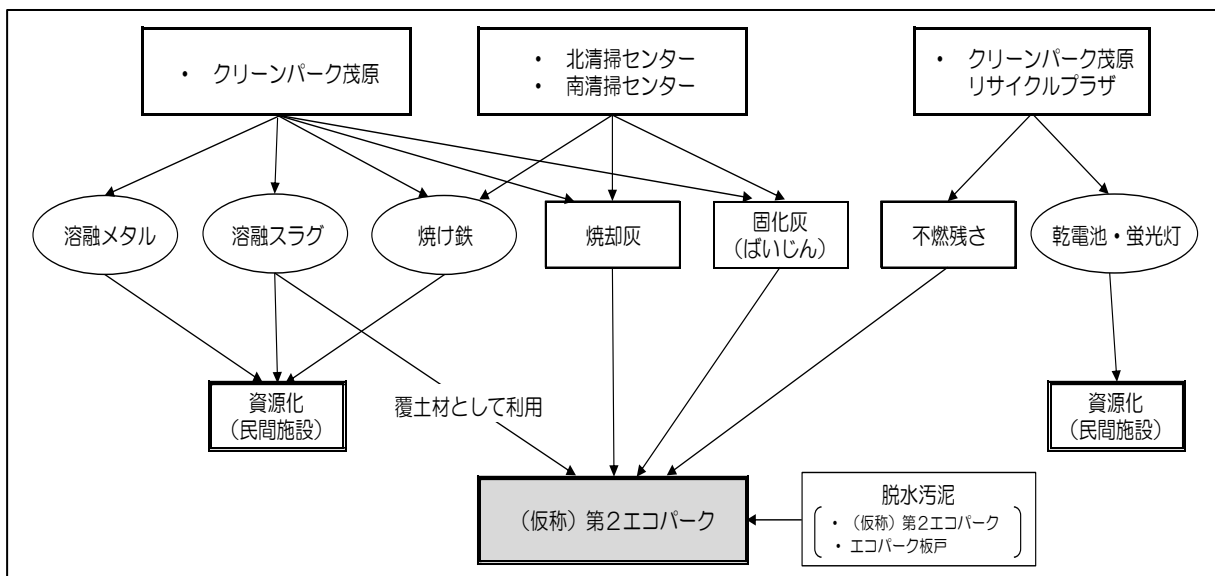 ・ クリーンパーク茂原
・ 北清掃センター
・ 南清掃センター
・ クリーンパーク茂原
リサイクルプラザ
溶融メタル
溶融スラグ
焼け鉄
焼却灰
固化灰
（ばいじん）
不燃残さ
乾電池・蛍光灯
資源化
（民間施設）
覆土材として利用
資源化
（民間施設）
（仮称）第２エコパーク
脱水汚泥
・ （仮称）第２エコパーク
・ エコパーク板戸